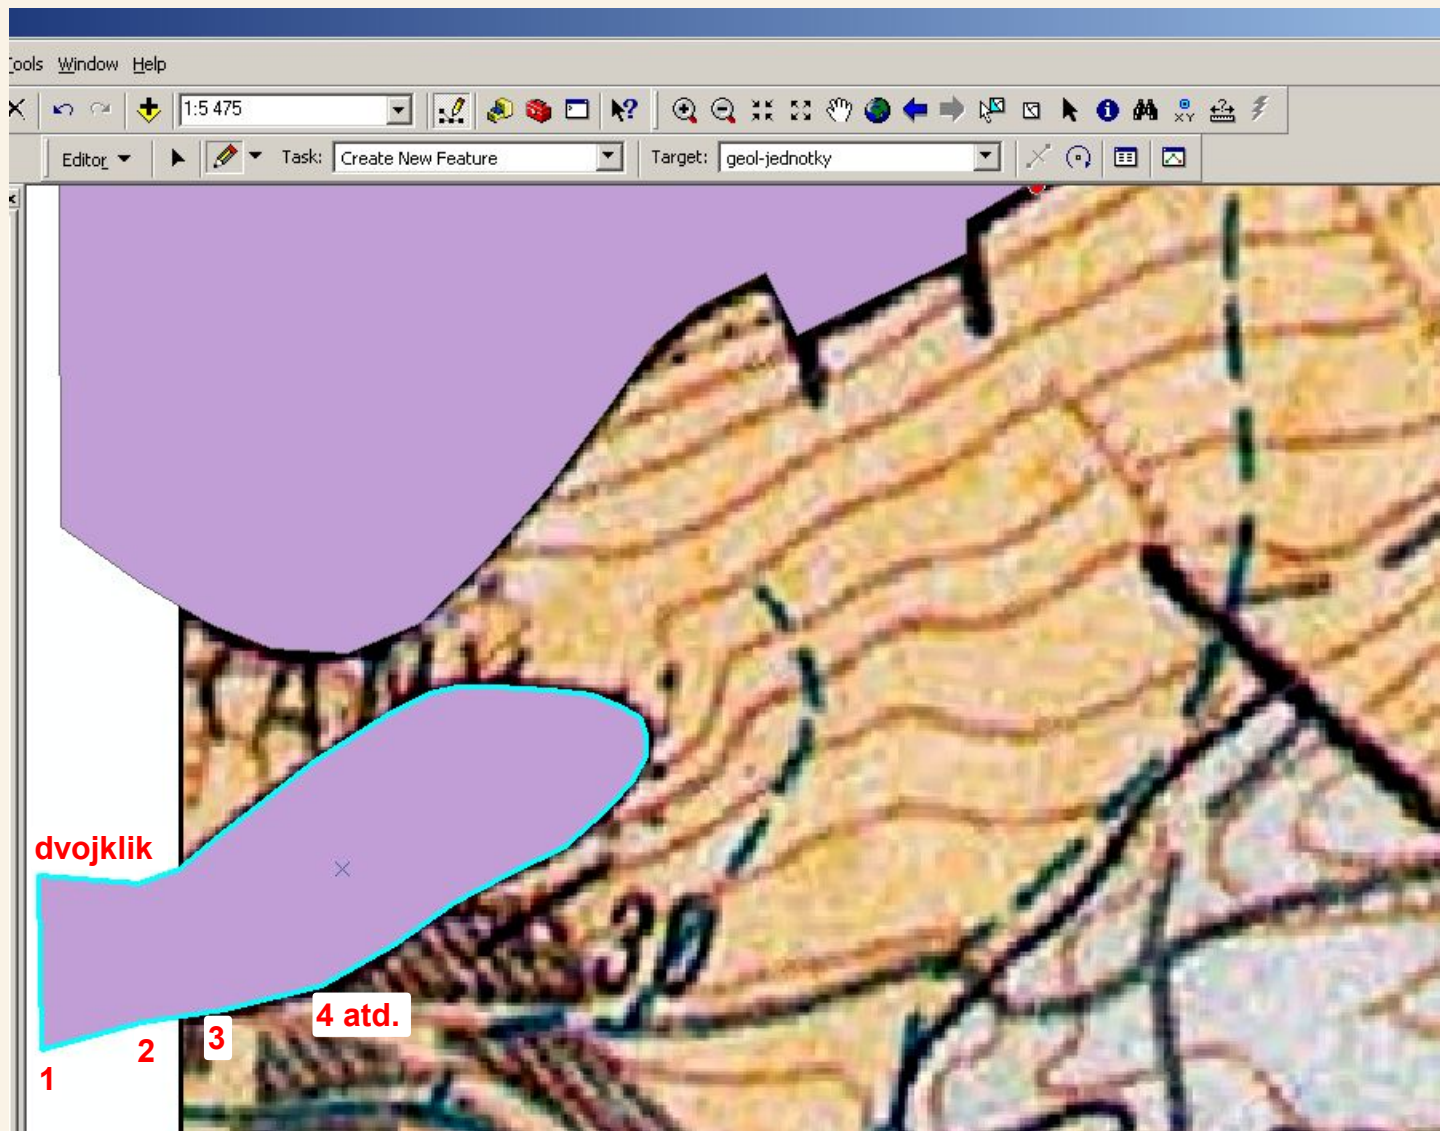 Tools Window Help
1:5 475
Editor Task: Create New Feature Target: geol-jednotky
30
dvojklik
4 atd.
3
2
1